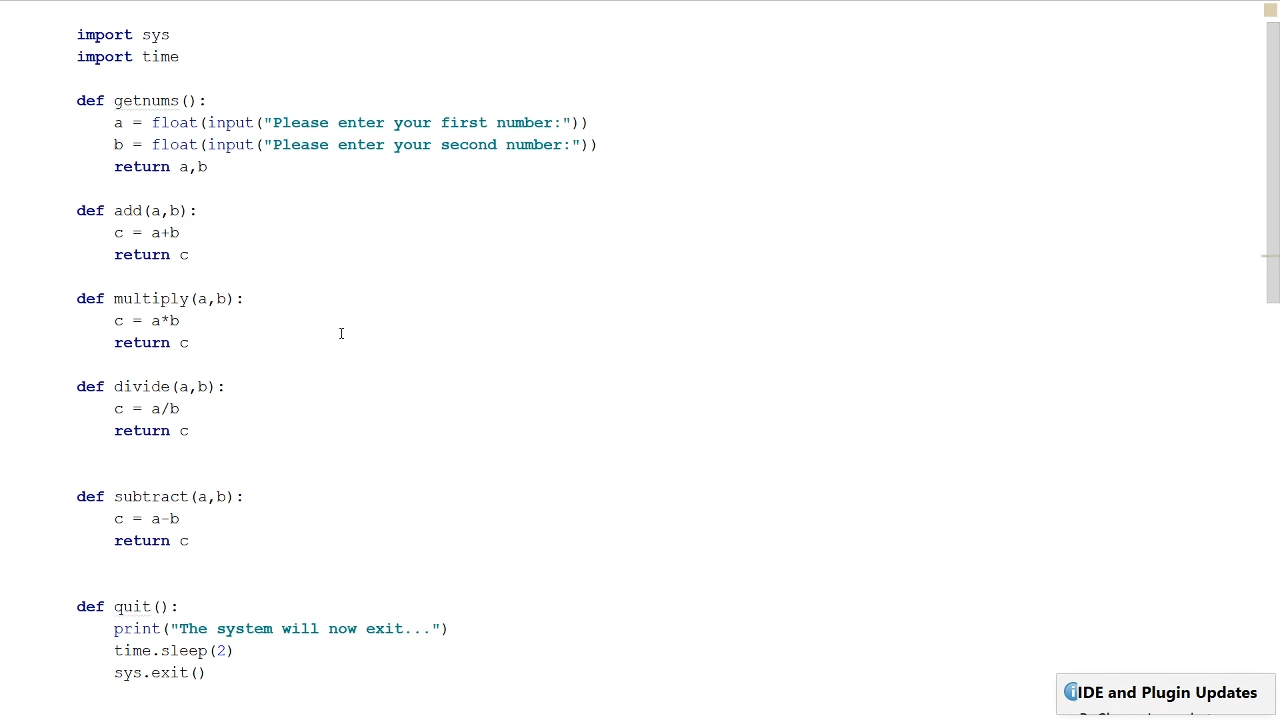 import sys
import time
def getnums():
a = float(input("Please enter your first number:"))
b = float(input("Please enter your second number:"))
return a,b
def add(a,b):
c = a+b
return c
def multiply(a,b):
c = a*b
return c
def divide(a,b):
c = a/b
return c
def subtract(a,b):
c = a-b
return c
def quit():
print("The system will now exit...")
time.sleep(2)
sys.exit()
IDE and Plugin Updates